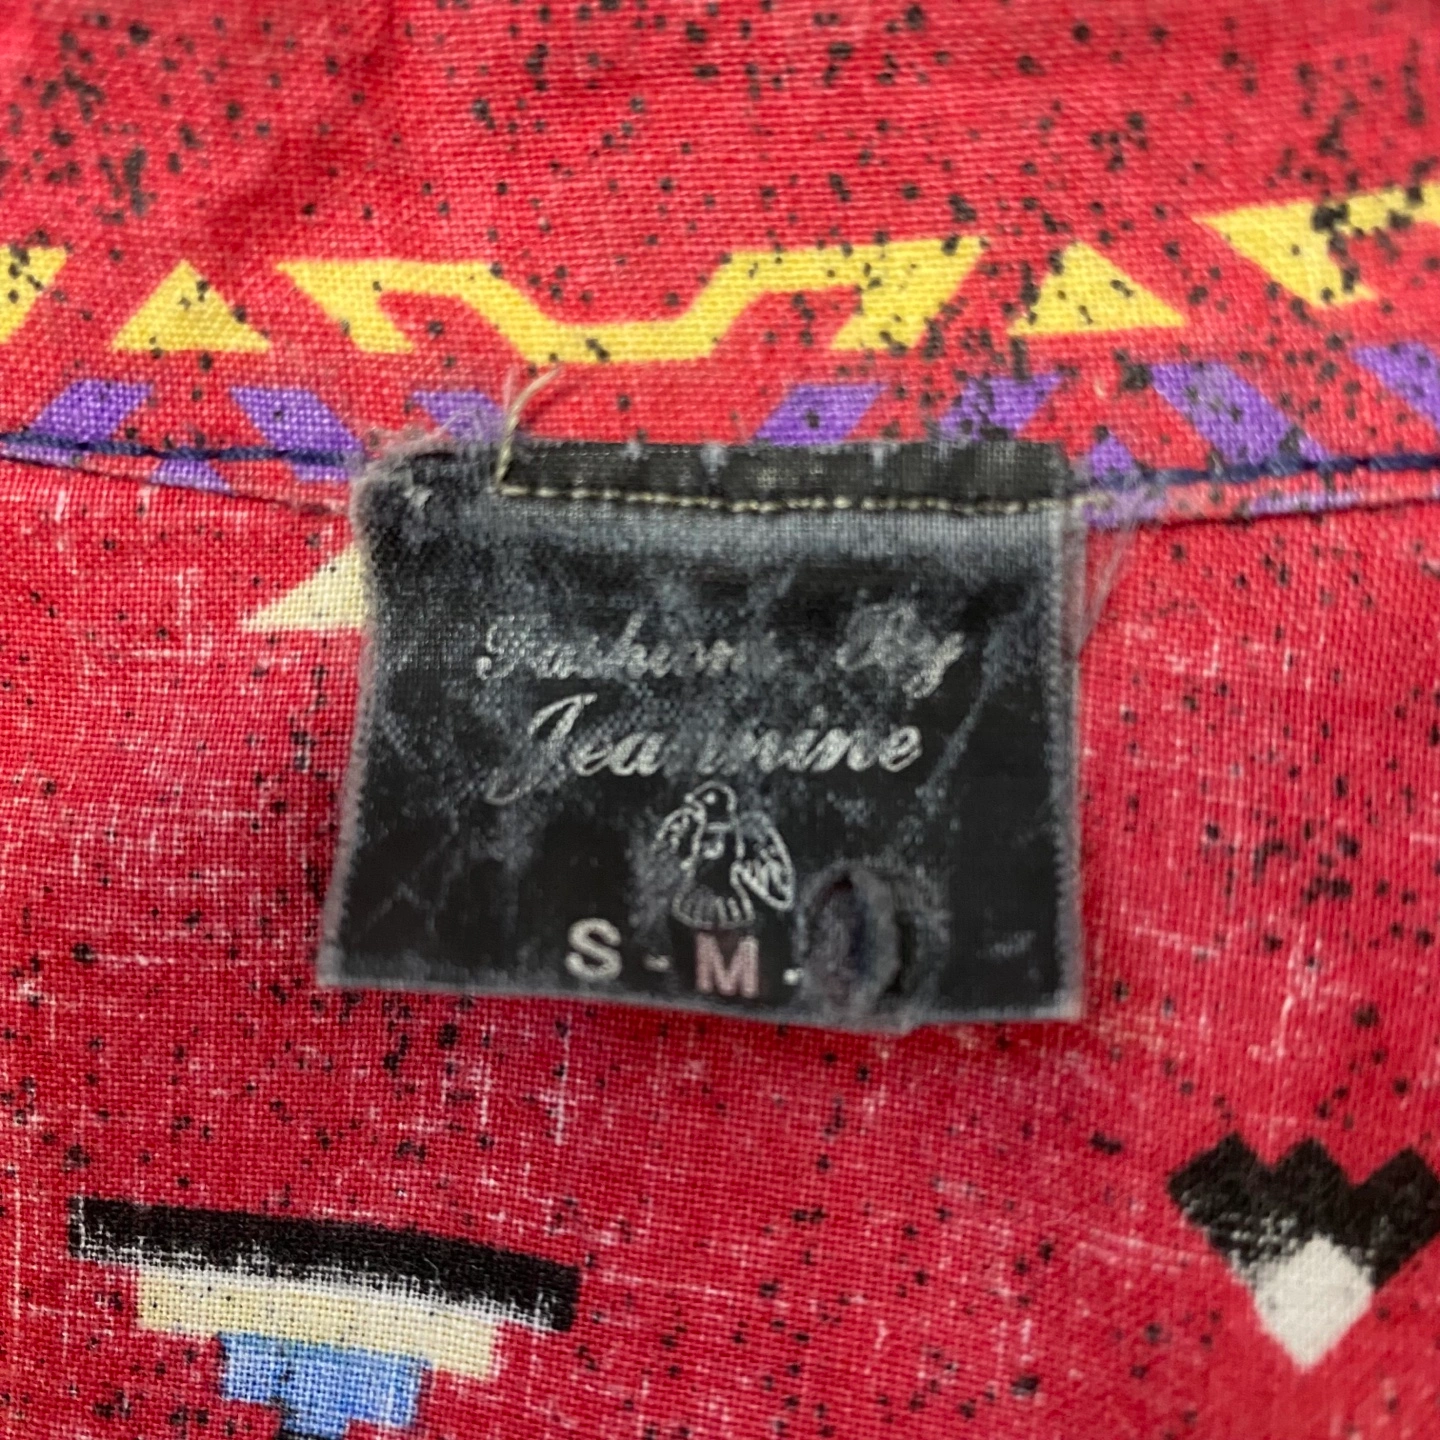 Fashions By
Jeannine
S - M -